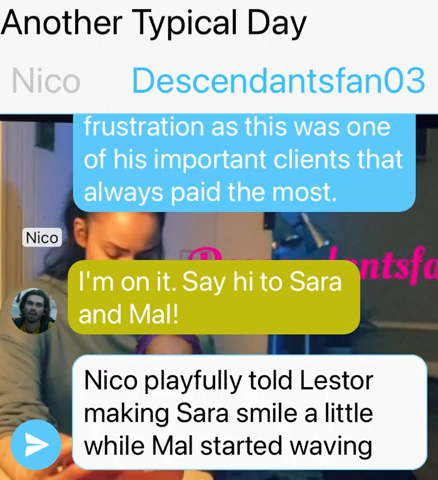 Another Typical Day
Nico Descendantsfan03
frustration as this was one
of his important clients that
always paid the most.
Nico
I'm on it. Say hi to Sara
and Mal!
Nico playfully told Lestor
making Sara smile a little
while Mal started waving